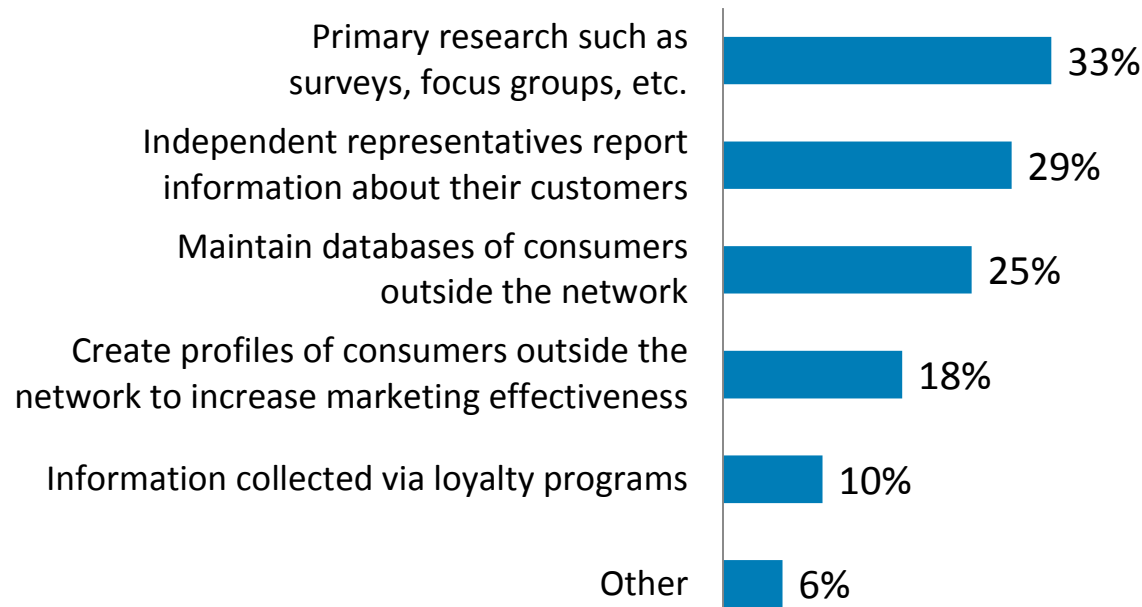 Primary research such as
surveys, focus groups, etc.
33%
Independent representatives report
information about their customers
29%
Maintain databases of consumers
outside the network
25%
Create profiles of consumers outside the
network to increase marketing effectiveness
18%
Information collected via loyalty programs
10%
Other
6%